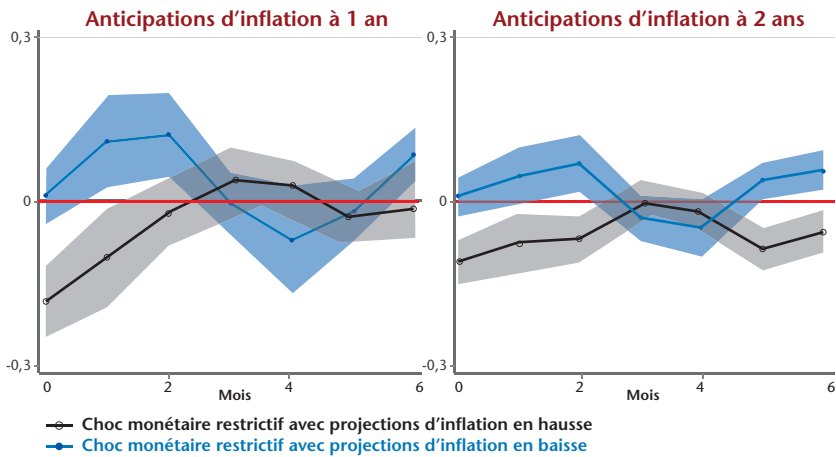 Anticipations d'inflation à 1 an
Anticipations d'inflation à 2 ans
0,3
0,3
0
0
-0,3
-0,3
0 2 4 6
Mois
0 2 4 6
Mois
Choc monétaire restrictif avec projections d'inflation en hausse
Choc monétaire restrictif avec projections d'inflation en baisse